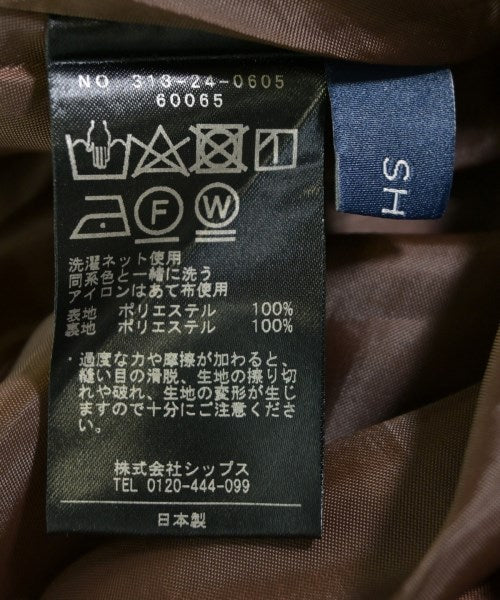 NO 313-24-0605
60065
SH
F W
洗濯ネット使用
同系色と一緒に洗う
アイロンはあて布使用
表地 ポリエステル 100%
裏地 ポリエステル 100%
・過度な力や摩擦が加わると、
縫い目の滑脱、生地の擦り切
れや破れ、生地の変形が生じ
ますので十分にご注意くださ
い。
株式会社シップス
TEL 0120-444-099
日本製